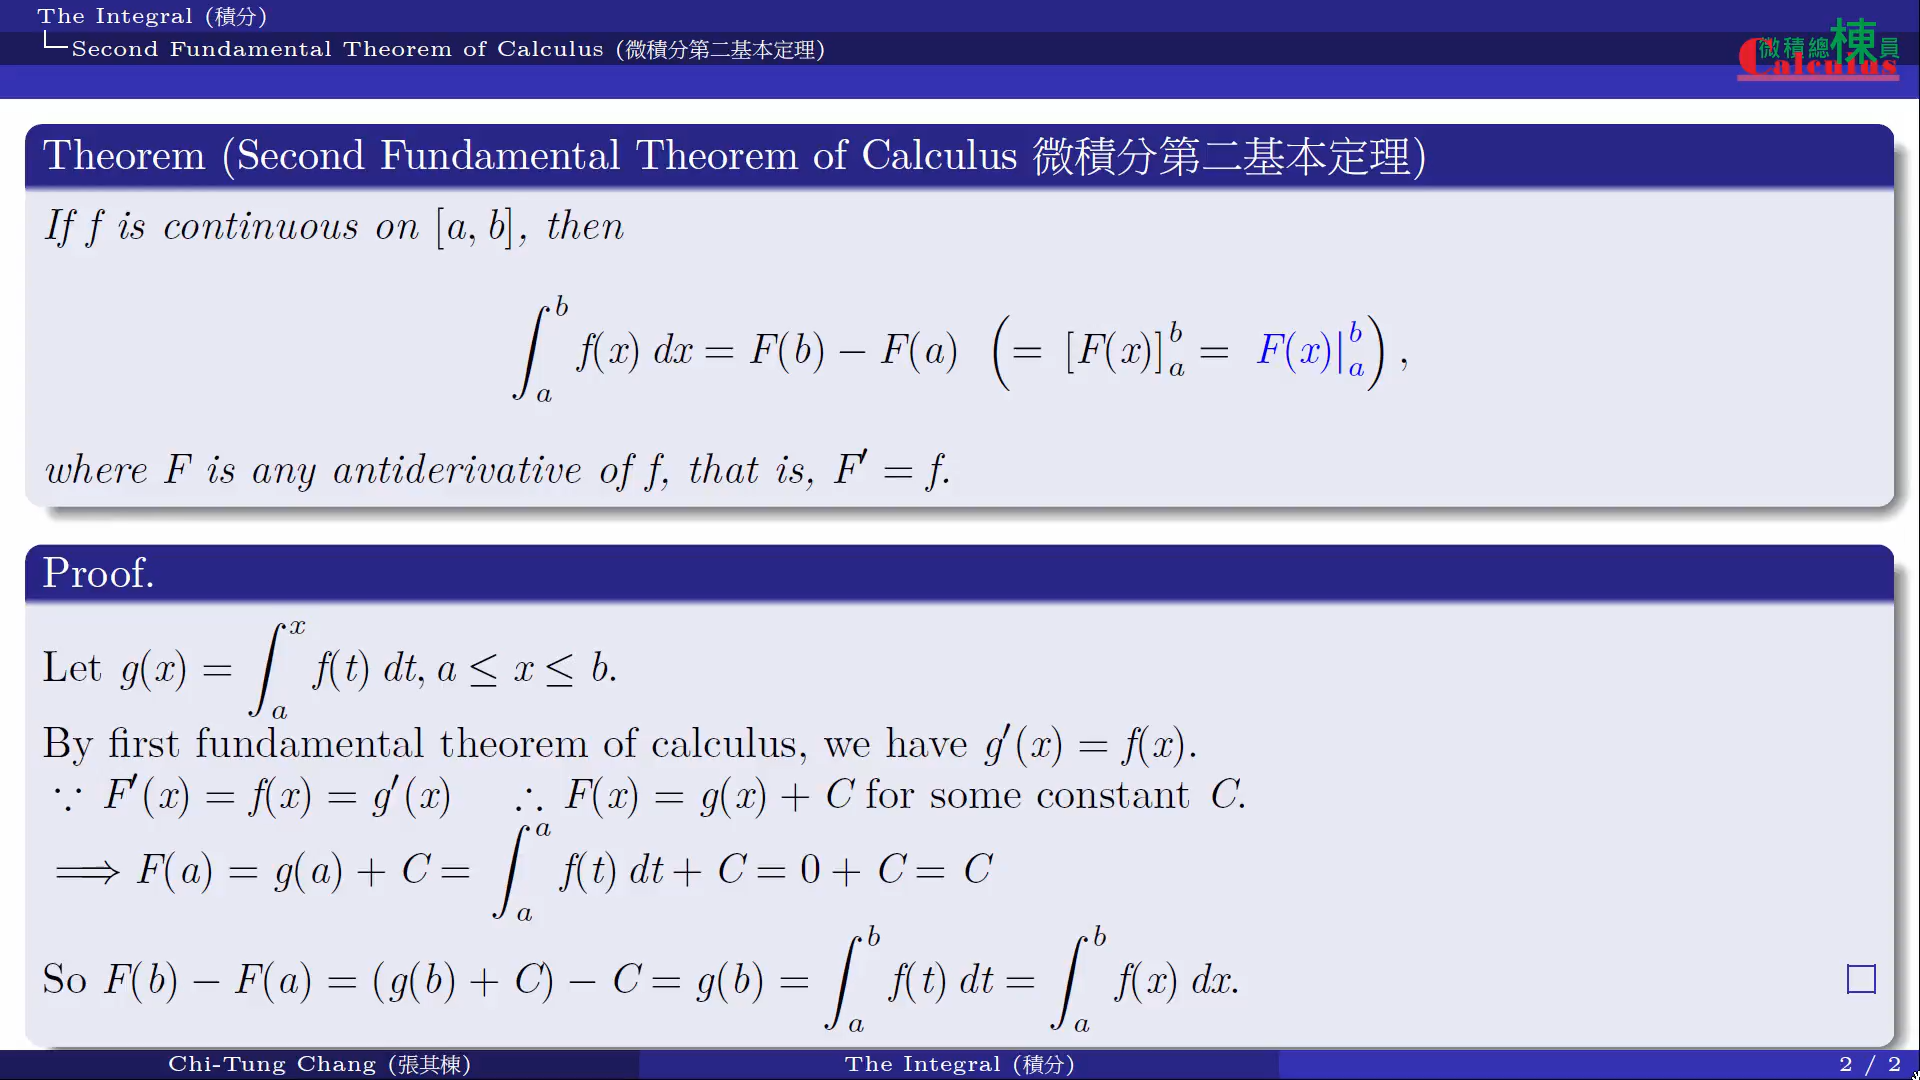 The Integral (積分)
Second Fundamental Theorem of Calculus (微積分第二基本定理)
微積總棟員
Calculus
Theorem (Second Fundamental Theorem of Calculus 微積分第二基本定理)
If f is continuous on [a, b], then
∫_a^b f(x) dx = F(b) − F(a) (= [F(x)]_a^b = F(x)|_a^b),
where F is any antiderivative of f, that is, F′ = f.
Proof.
Let g(x) = ∫_a^x f(t) dt, a ≤ x ≤ b.
By first fundamental theorem of calculus, we have g′(x) = f(x).
∵ F′(x) = f(x) = g′(x) ∴ F(x) = g(x) + C for some constant C.
⟹ F(a) = g(a) + C = ∫_a^a f(t) dt + C = 0 + C = C
So F(b) − F(a) = (g(b) + C) − C = g(b) = ∫_a^b f(t) dt = ∫_a^b f(x) dx. □
Chi-Tung Chang (張其棟) The Integral (積分) 2 / 2